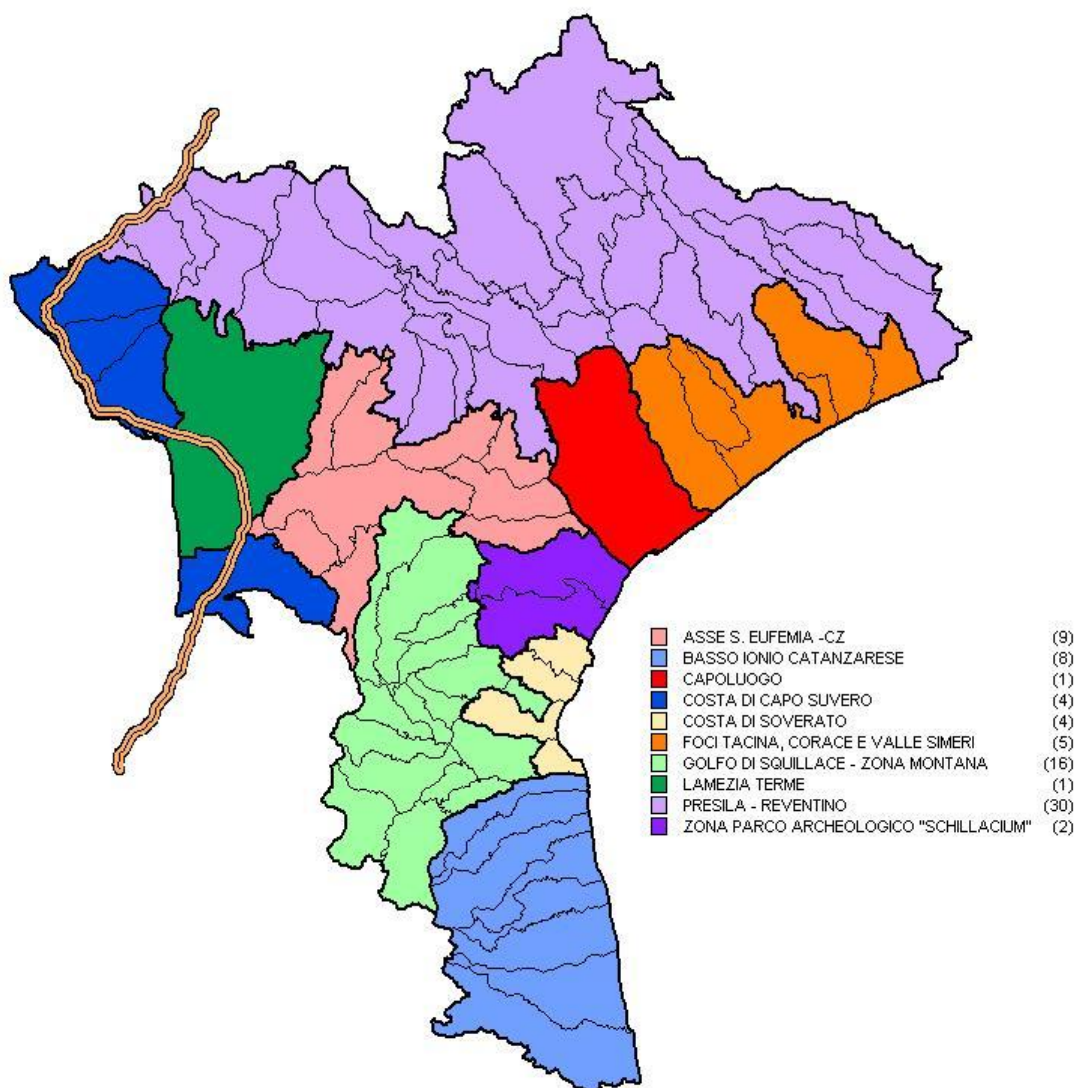 ASSE S. EUFEMIA -CZ (9)
BASSO IONIO CATANZARESE (8)
CAPOLUOGO (1)
COSTA DI CAPO SUVERO (4)
COSTA DI SOVERATO (4)
FOCI TACINA, CORACE E VALLE SIMERI (5)
GOLFO DI SQUILLACE - ZONA MONTANA (16)
LAMEZIA TERME (1)
PRESILA - REVENTINO (30)
ZONA PARCO ARCHEOLOGICO "SCHILLACIUM" (2)